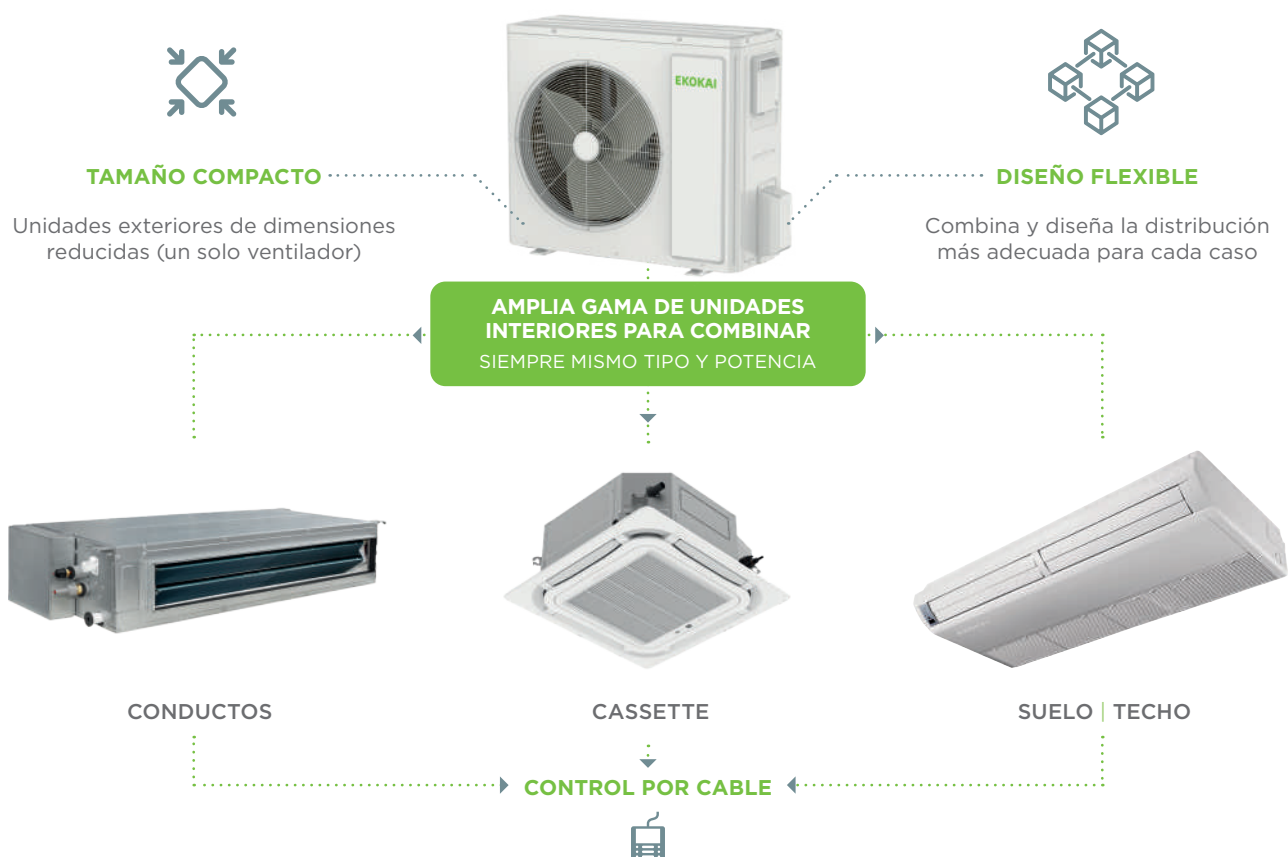 EKOKAI
TAMAÑO COMPACTO
Unidades exteriores de dimensiones
reducidas (un solo ventilador)
DISEÑO FLEXIBLE
Combina y diseña la distribución
más adecuada para cada caso
AMPLIA GAMA DE UNIDADES
INTERIORES PARA COMBINAR
SIEMPRE MISMO TIPO Y POTENCIA
CONDUCTOS
CASSETTE
SUELO | TECHO
CONTROL POR CABLE